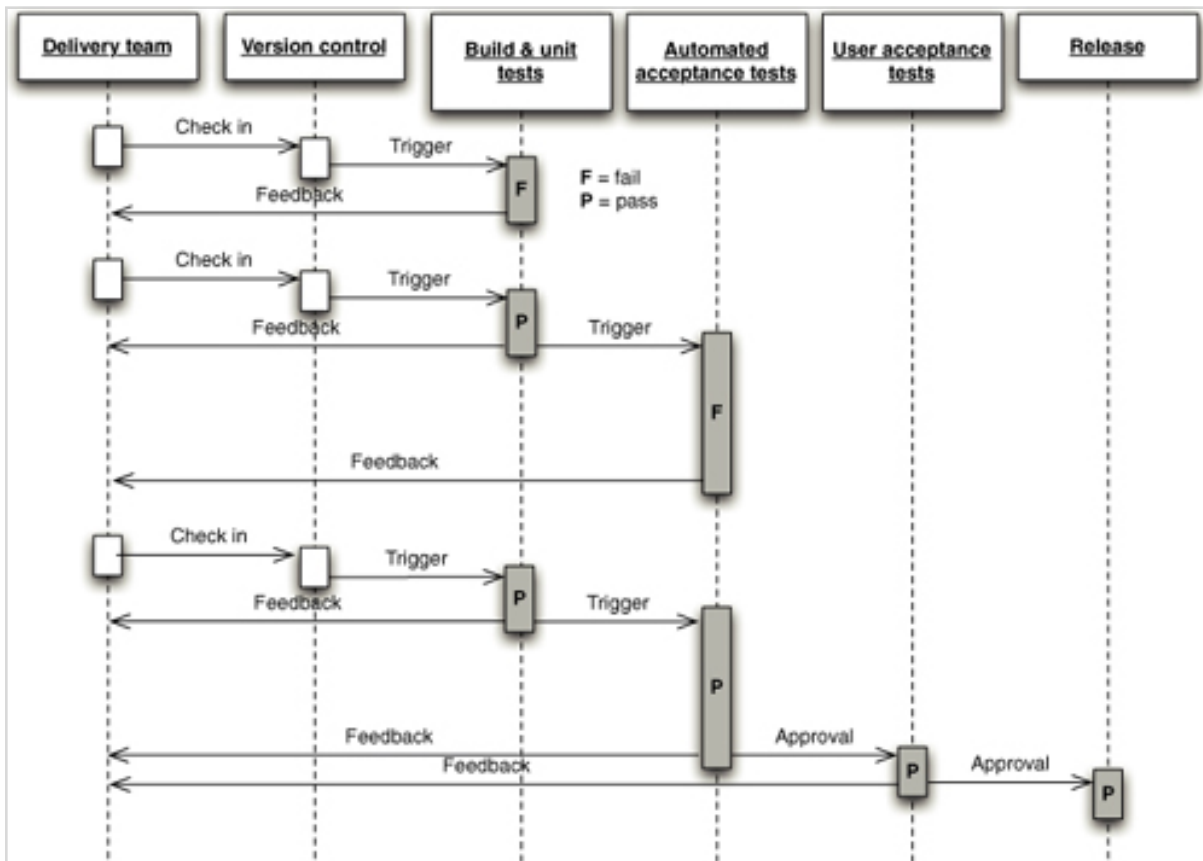 Delivery team
Version control
Build & unit
tests
Automated
acceptance tests
User acceptance
tests
Release
Check in
Trigger
F
F = fail
P = pass
Feedback
Check in
Trigger
P
Feedback
Trigger
F
Feedback
Check in
Trigger
P
Feedback
Trigger
P
Feedback
Approval
P
Feedback
Approval
P